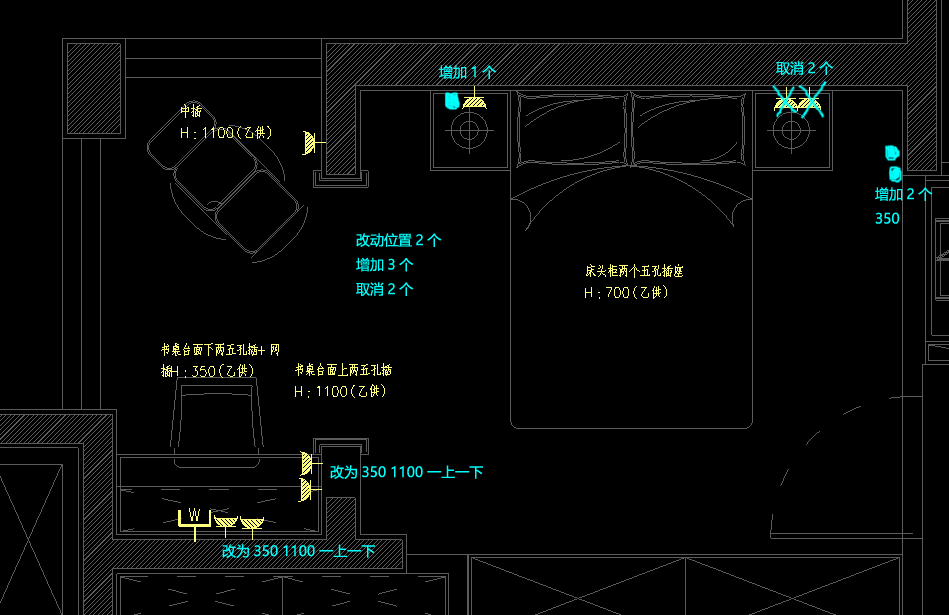 增加 1 个
取消 2 个
中插
H：1100(乙供)
增加 2 个
350
改动位置 2 个
增加 3 个
取消 2 个
床头柜两个五孔插座
H：700(乙供)
书桌台面下两五孔插+ 网
插H：350(乙供)
书桌台面上两五孔插
H：1100(乙供)
改为 350 1100 一上一下
W
改为 350 1100 一上一下